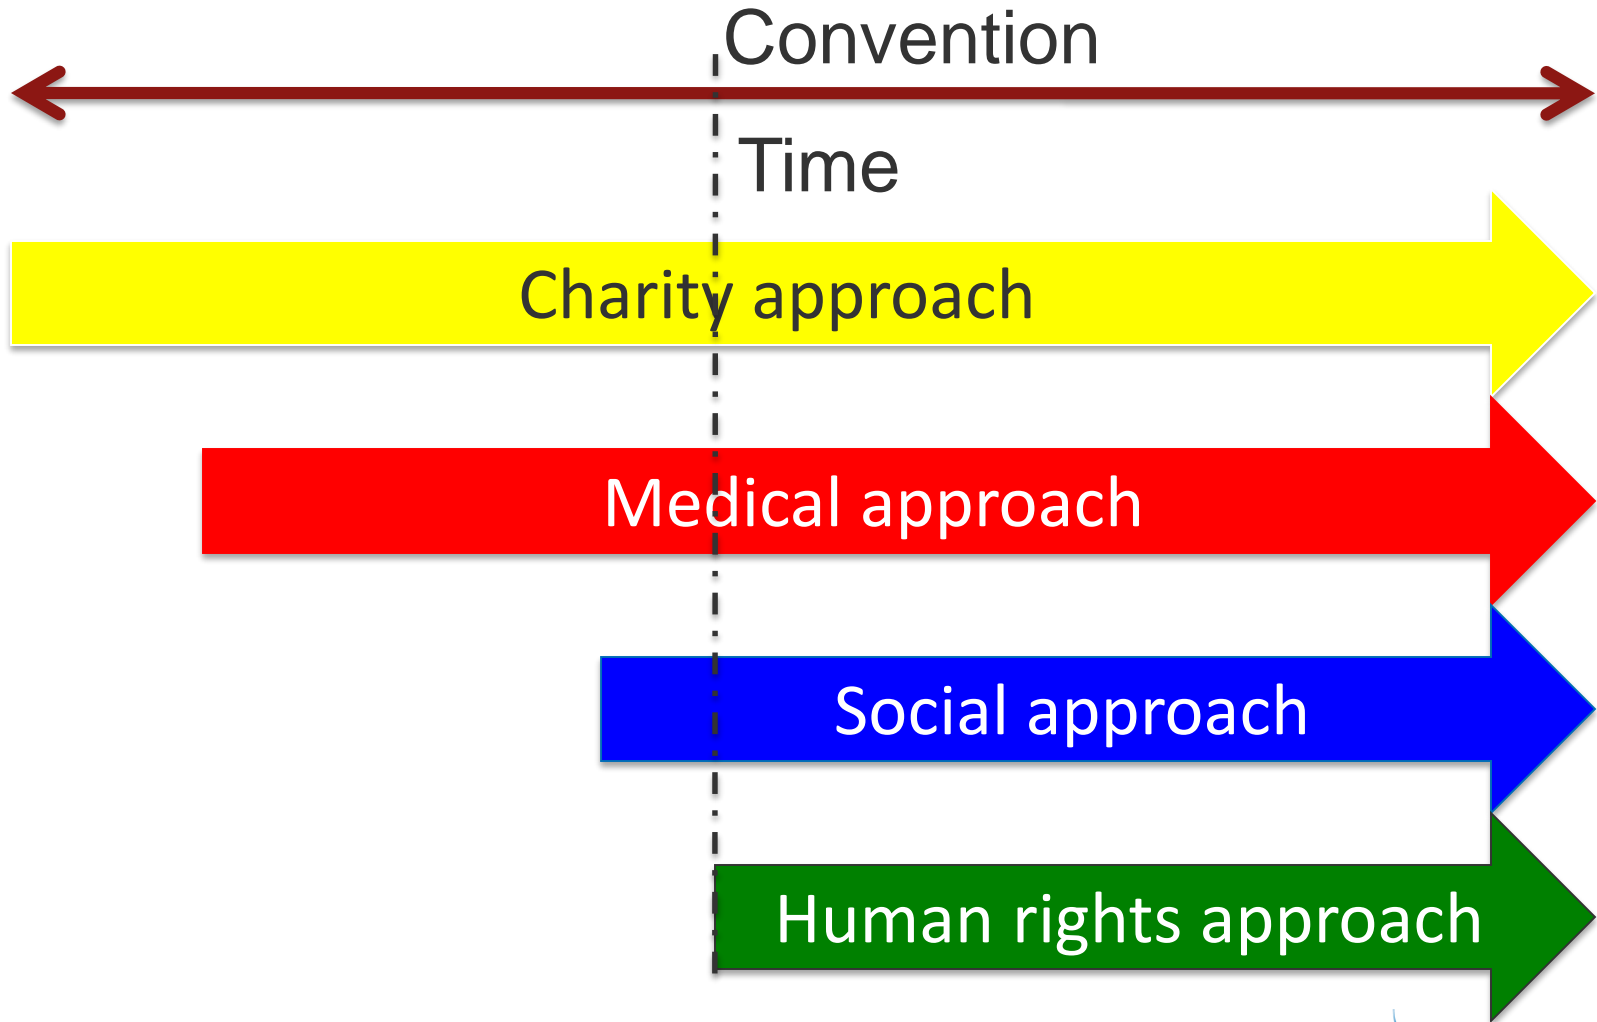 Convention
Time
Charity approach
Medical approach
Social approach
Human rights approach